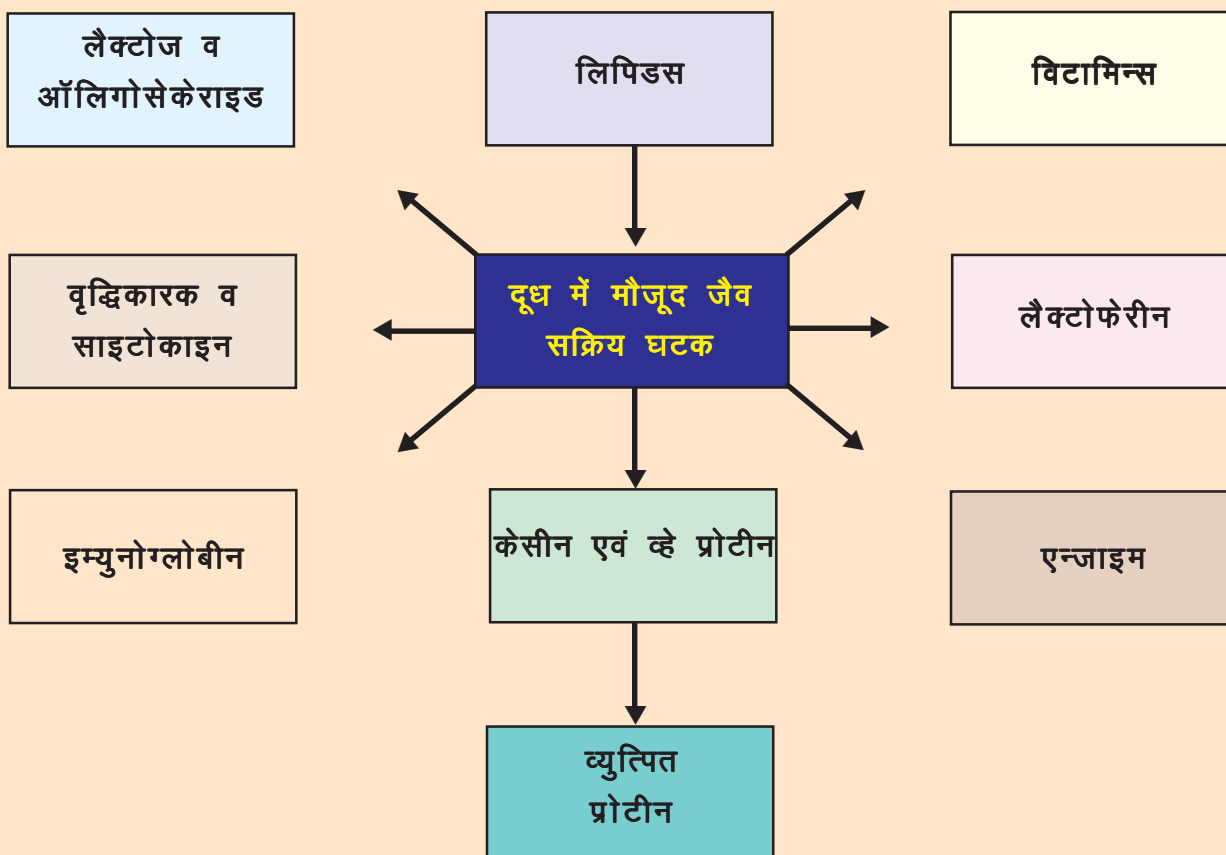 लैक्टोज व
ऑलिगोसेकेराइड
लिपिडस
विटामिन्स
वृद्धिकारक व
साइटोकाइन
दूध में मौजूद जैव
सक्रिय घटक
लैक्टोफेरीन
इम्युनोग्लोबीन
केसीन एवं व्हे प्रोटीन
एन्जाइम
व्युत्पित
प्रोटीन